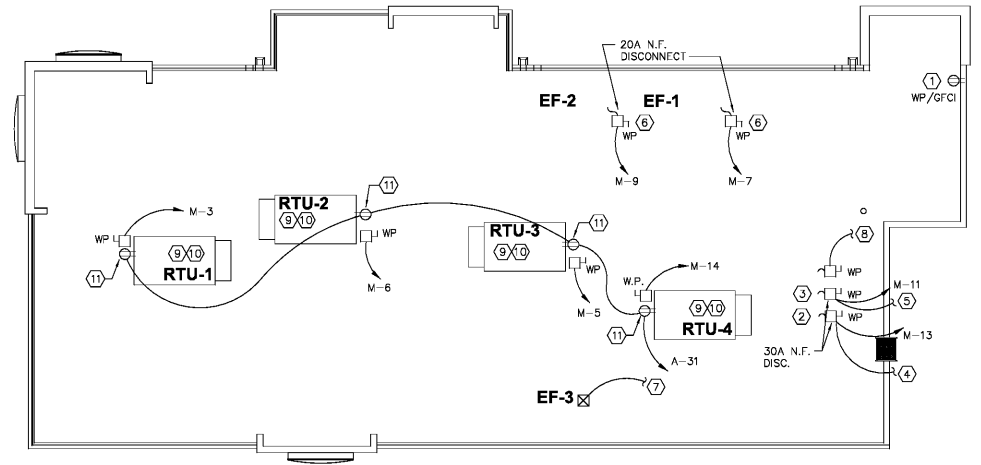 20A N.F.
DISCONNECT
1
WP/GFCI
EF-2
EF-1
6
WP
6
WP
M-9
M-7
11
M-3
RTU-2
9 10
WP
M-6
WP
11
9 10
RTU-1
RTU-3
11
9 10
WP
M-5
8
WP
W.P.
M-14
3
WP
M-11
5
2
WP
M-13
9 10
RTU-4
11
A-31
30A N.F.
DISC.
4
EF-3
7